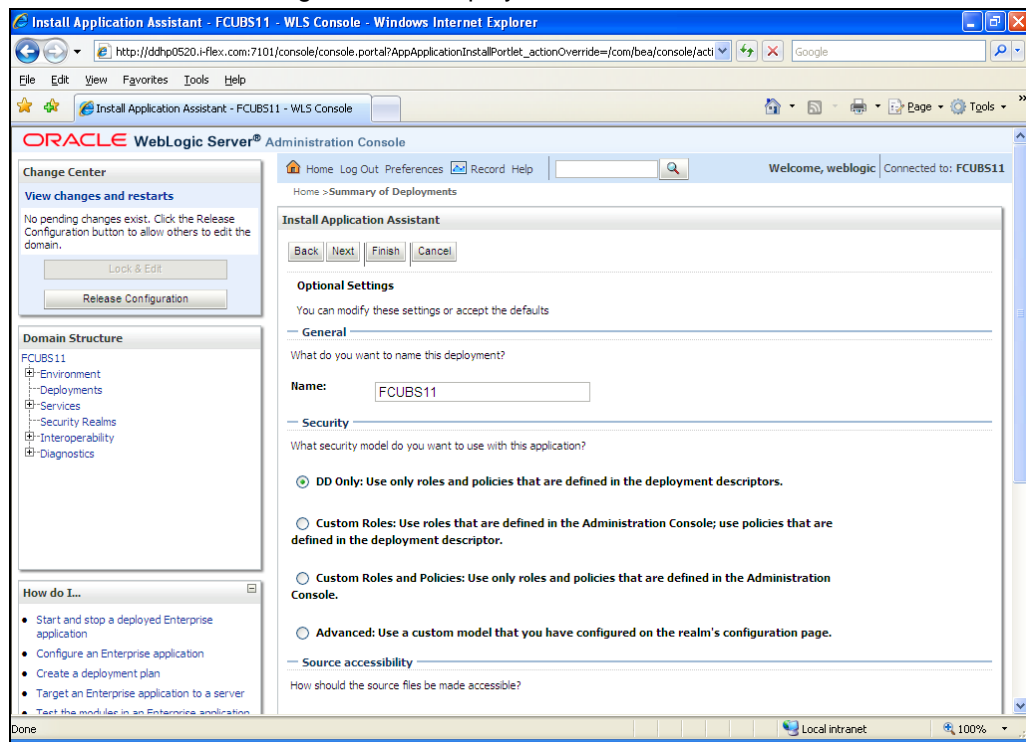 Install Application Assistant - FCUBS11 - WLS Console - Windows Internet Explorer
http://ddhp0520.i-flex.com:7101/console/console.portal?AppApplicationInstallPortlet_actionOverride=/com/bea/console/acti
Google
File Edit View Favorites Tools Help
Install Application Assistant - FCUBS11 - WLS Console
Page Tools
ORACLE WebLogic Server® Administration Console
Change Center
View changes and restarts
No pending changes exist. Click the Release
Configuration button to allow others to edit the
domain.
Lock & Edit
Release Configuration
Domain Structure
FCUBS11
Environment
Deployments
Services
Security Realms
Interoperability
Diagnostics
How do I...
Start and stop a deployed Enterprise
application
Configure an Enterprise application
Create a deployment plan
Target an Enterprise application to a server
Test the modules in an Enterprise application
Home Log Out Preferences Record Help
Welcome, weblogic Connected to: FCUBS11
Home >Summary of Deployments
Install Application Assistant
Back Next Finish Cancel
Optional Settings
You can modify these settings or accept the defaults
General
What do you want to name this deployment?
Name: FCUBS11
Security
What security model do you want to use with this application?
DD Only: Use only roles and policies that are defined in the deployment descriptors.
Custom Roles: Use roles that are defined in the Administration Console; use policies that are
defined in the deployment descriptor.
Custom Roles and Policies: Use only roles and policies that are defined in the Administration
Console.
Advanced: Use a custom model that you have configured on the realm's configuration page.
Source accessibility
How should the source files be made accessible?
Done
Local intranet
100%